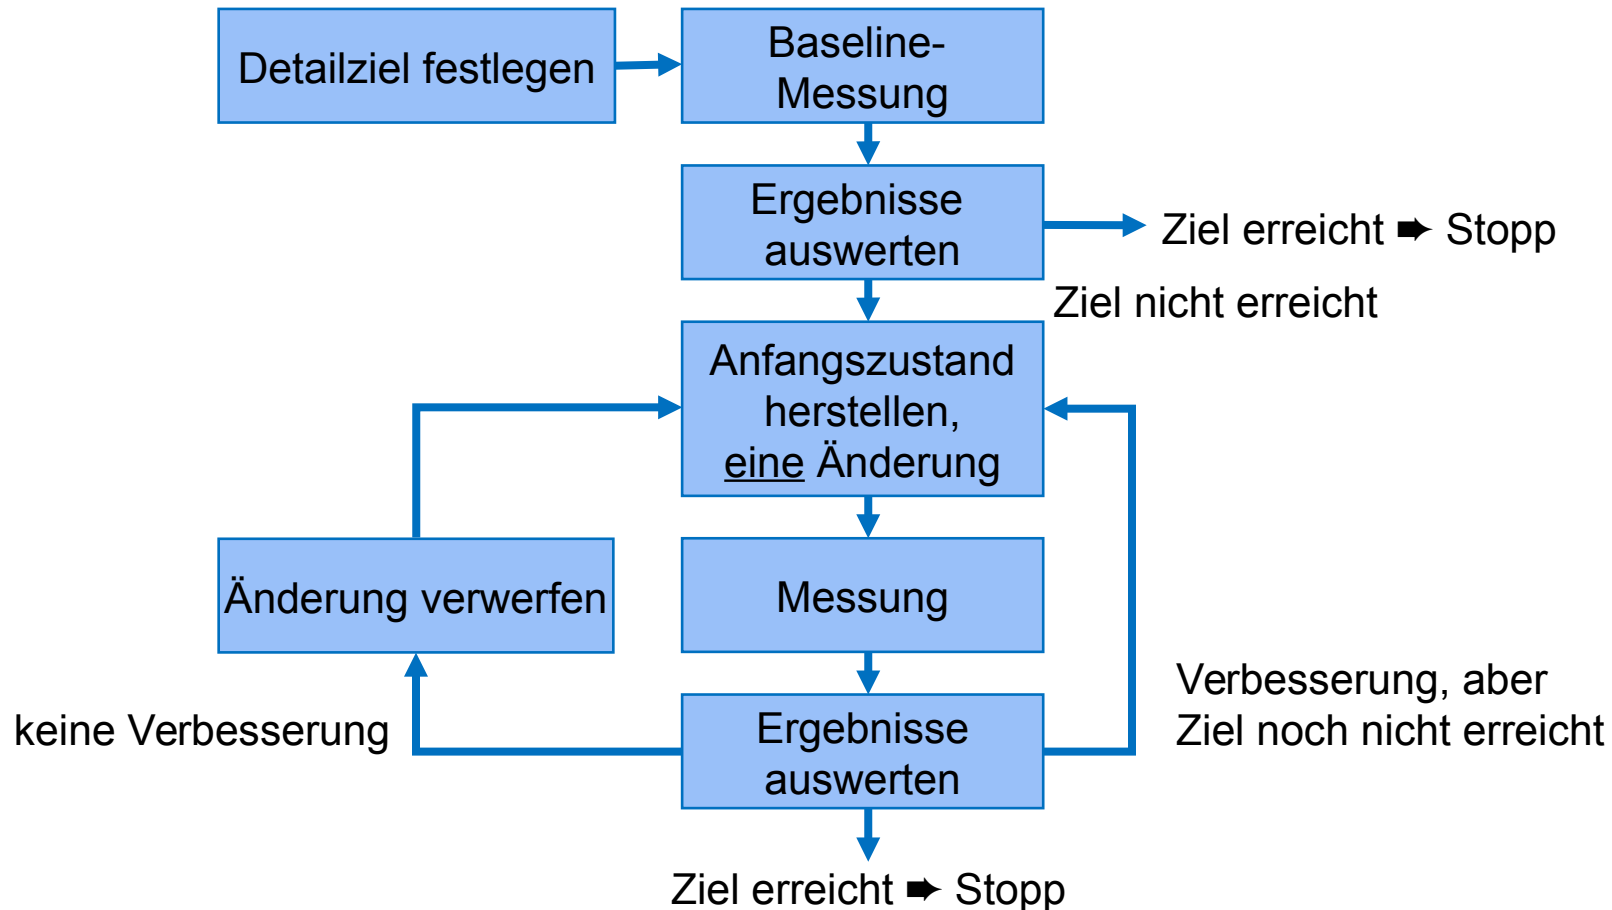 Detailziel festlegen
Baseline-
Messung
Ergebnisse
auswerten
Ziel erreicht ➨ Stopp
Ziel nicht erreicht
Anfangszustand
herstellen,
eine Änderung
Änderung verwerfen
Messung
keine Verbesserung
Ergebnisse
auswerten
Verbesserung, aber
Ziel noch nicht erreicht
Ziel erreicht ➨ Stopp